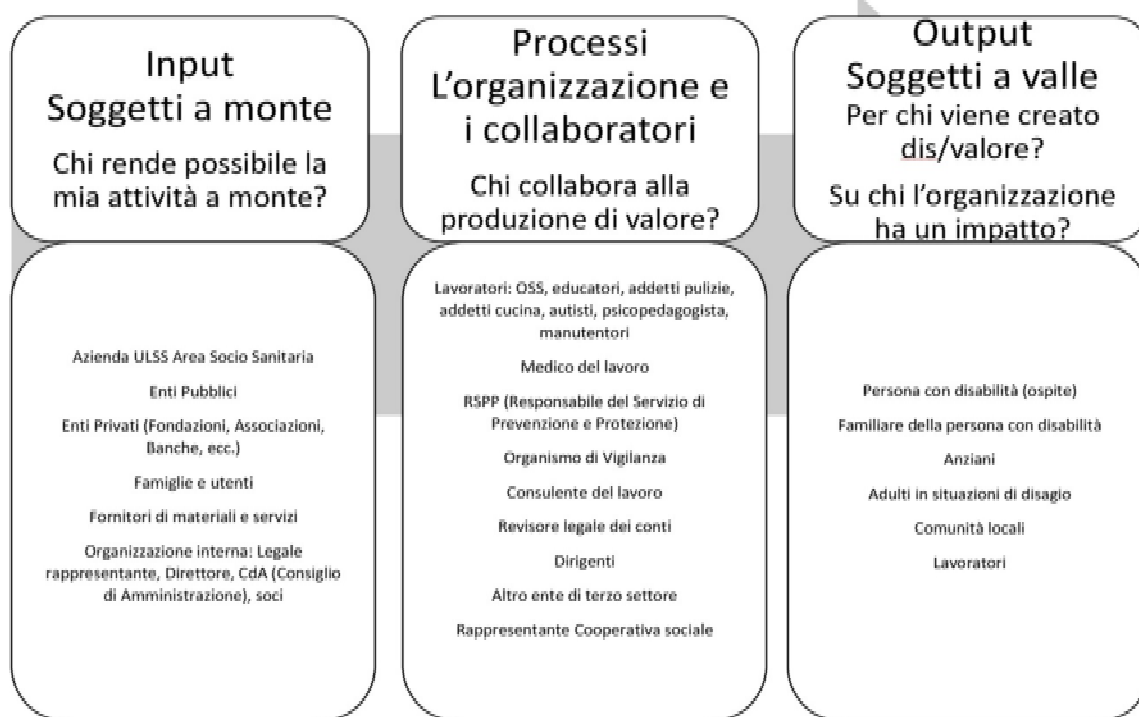 Input
Soggetti a monte
Chi rende possibile la
mia attività a monte?
Azienda ULSS Area Socio Sanitaria
Enti Pubblici
Enti Privati (Fondazioni, Associazioni,
Banche, ecc.)
Famiglie e utenti
Fornitori di materiali e servizi
Organizzazione interna: Legale
rappresentante, Direttore, CdA (Consiglio
di Amministrazione), soci
Processi
L'organizzazione e
i collaboratori
Chi collabora alla
produzione di valore?
Lavoratori: OSS, educatori, addetti pulizie,
addetti cucina, autisti, psicopedagogista,
manutentori
Medico del lavoro
RSPP (Responsabile del Servizio di
Prevenzione e Protezione)
Organismo di Vigilanza
Consulente del lavoro
Revisore legale dei conti
Dirigenti
Altro ente di terzo settore
Rappresentante Cooperativa sociale
Output
Soggetti a valle
Per chi viene creato
dis/valore?
Su chi l'organizzazione
ha un impatto?
Persona con disabilità (ospite)
Familiare della persona con disabilità
Anziani
Adulti in situazioni di disagio
Comunità locali
Lavoratori